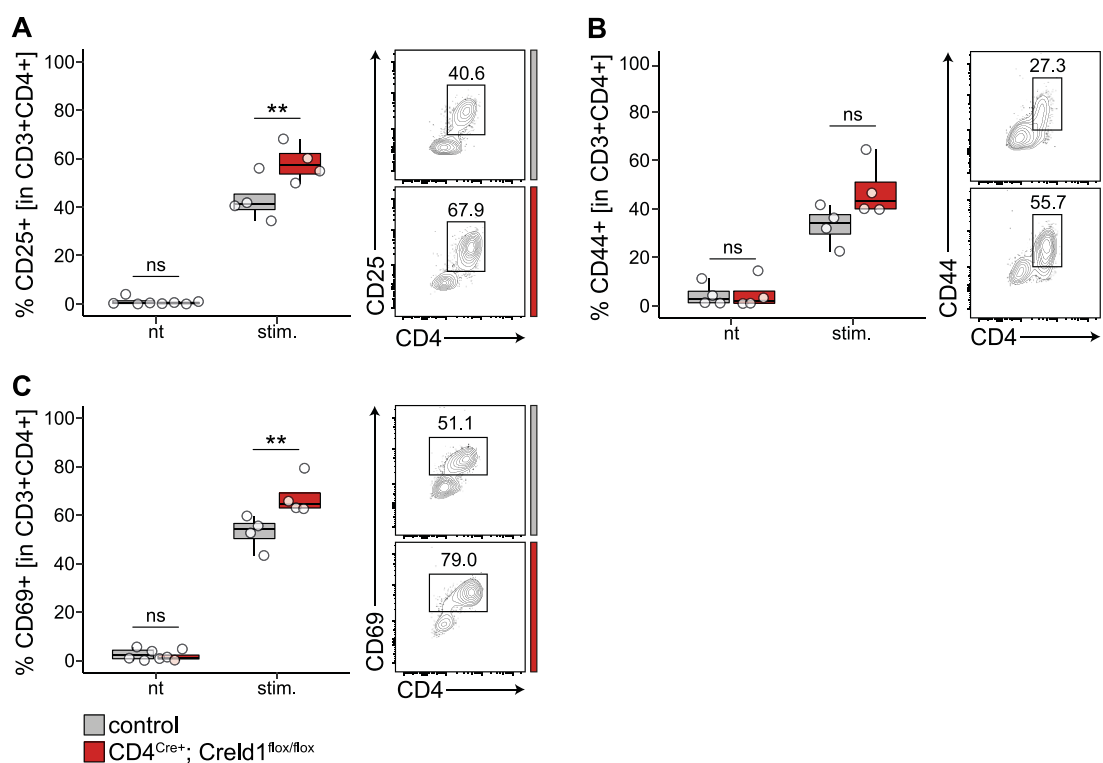 A
% CD25+ [in CD3+CD4+]
100
80
60
40
20
0
ns
**
nt
stim.
40.6
67.9
CD25
CD4
B
% CD44+ [in CD3+CD4+]
100
80
60
40
20
0
ns
ns
nt
stim.
27.3
55.7
CD44
CD4
C
% CD69+ [in CD3+CD4+]
100
80
60
40
20
0
ns
**
nt
stim.
51.1
79.0
CD69
CD4
control
CD4Cre+; Creld1flox/flox